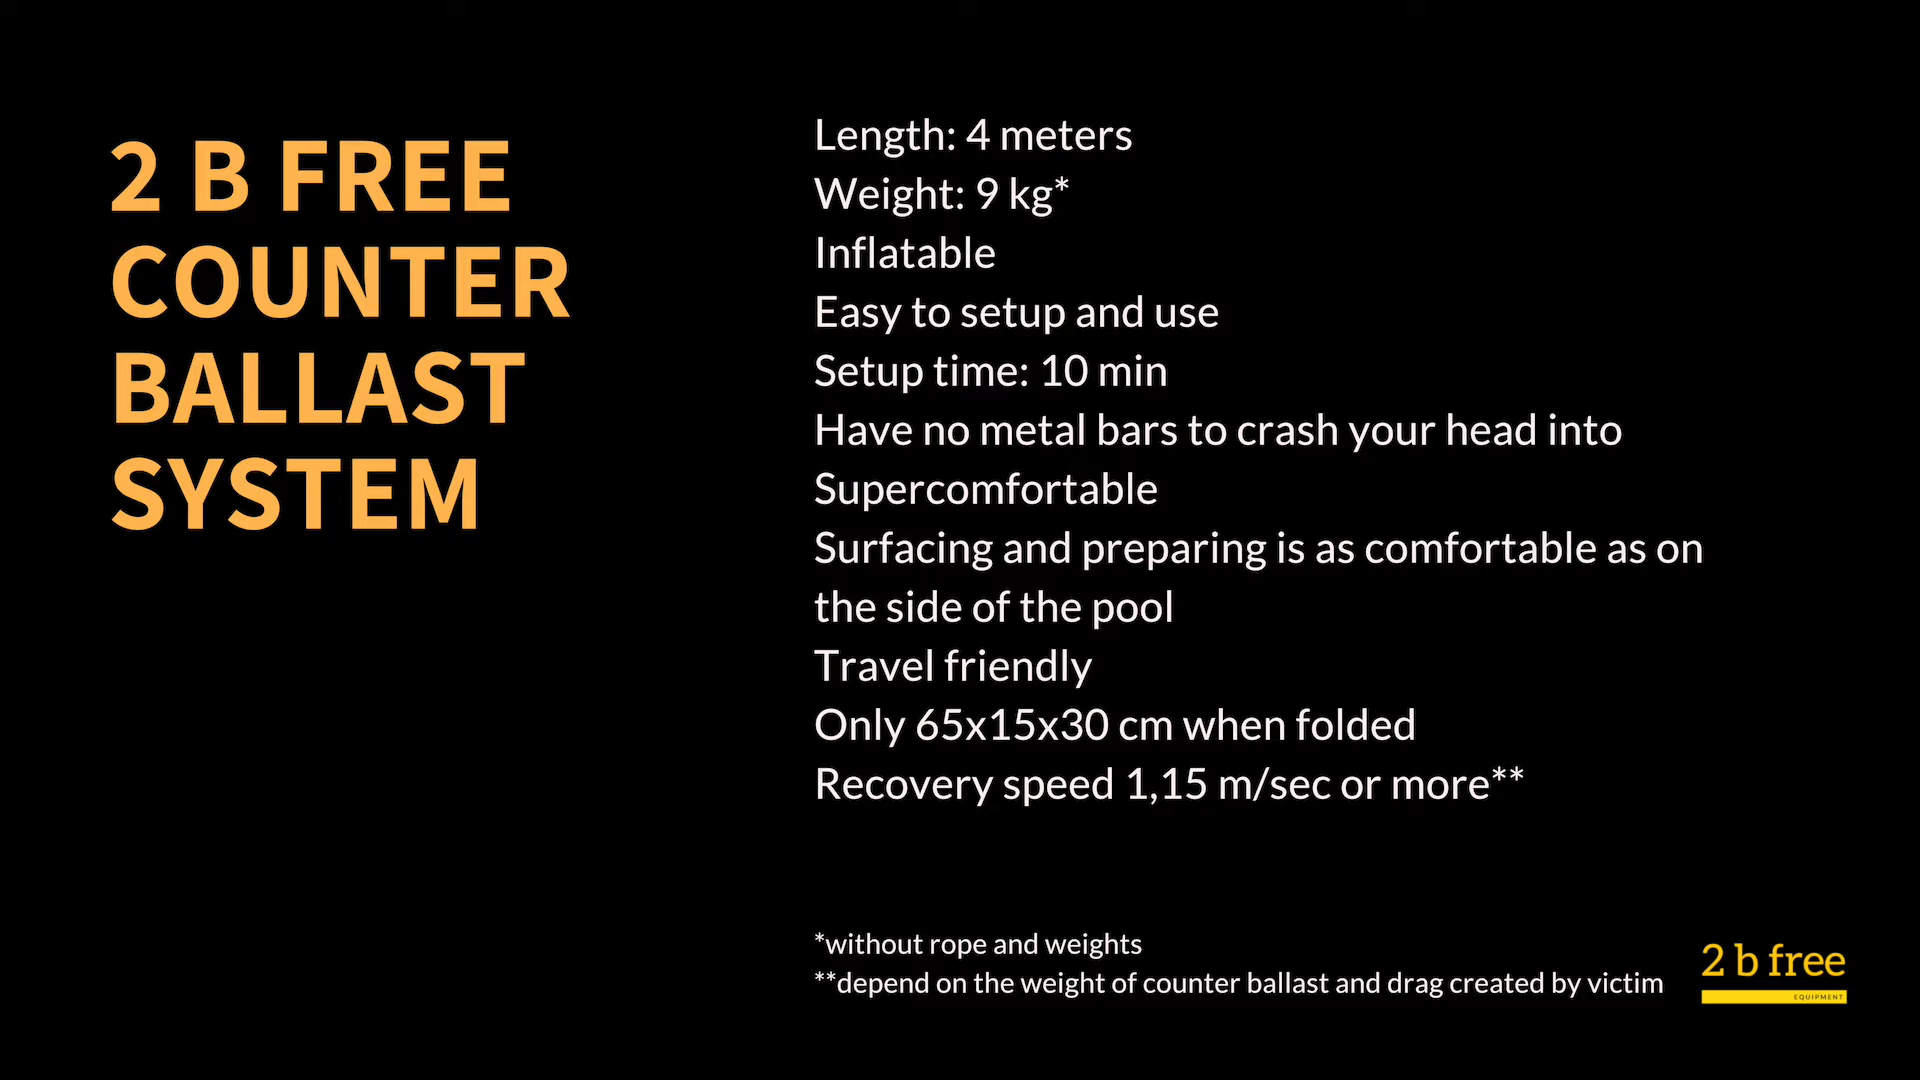 2 B FREE
COUNTER
BALLAST
SYSTEM
Length: 4 meters
Weight: 9 kg*
Inflatable
Easy to setup and use
Setup time: 10 min
Have no metal bars to crash your head into
Supercomfortable
Surfacing and preparing is as comfortable as on
the side of the pool
Travel friendly
Only 65x15x30 cm when folded
Recovery speed 1,15 m/sec or more**
*without rope and weights
**depend on the weight of counter ballast and drag created by victim
2 b free
EQUIPMENT